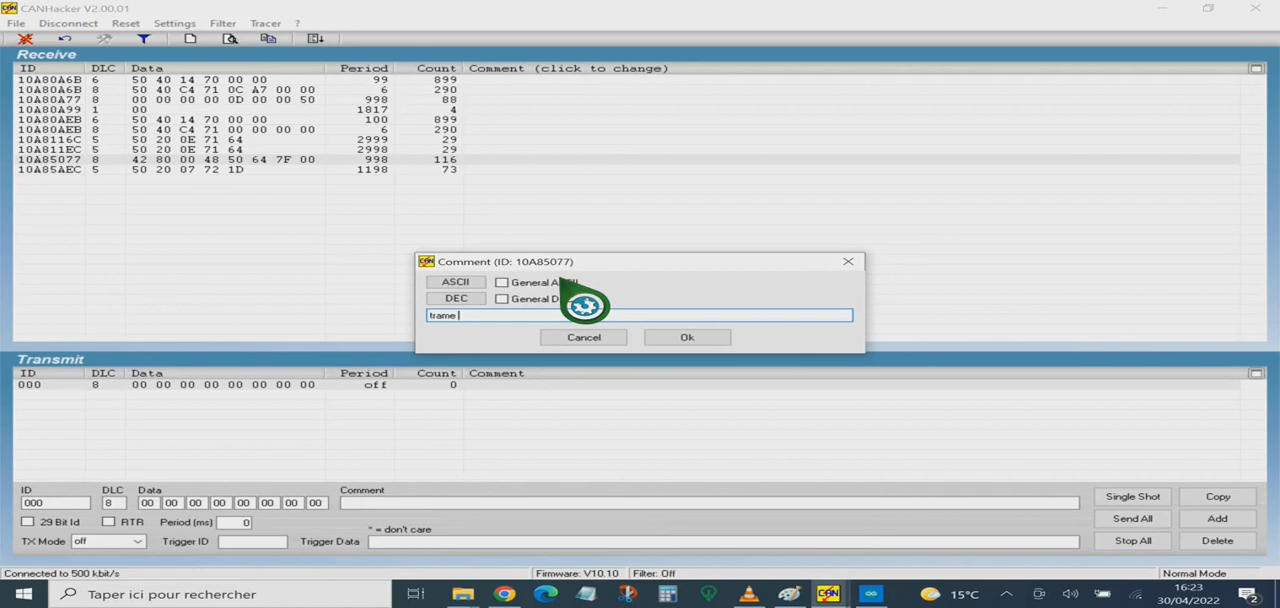 CANHacker V2.00.01
File Disconnect Reset Settings Filter Tracer ?
Receive
ID DLC Data Period Count Comment (click to change)
10A80A6B 6 50 40 14 70 00 00 99 899
10A80A6B 8 50 40 C4 71 0C A7 00 00 6 290
10A80A77 8 00 00 00 00 0D 00 00 50 998 88
10A80A99 1 00 1817 4
10A80AEB 6 50 40 14 70 00 00 100 899
10A80AEB 8 50 40 C4 71 00 00 00 00 6 290
10A8116C 5 50 20 0E 71 64 2999 29
10A811EC 5 50 20 0E 71 64 2998 29
10A85077 8 42 80 00 48 50 64 7F 00 998 116
10A85AEC 5 50 20 07 72 1D 1198 73
CAN Comment (ID: 10A85077)
ASCII General A
DEC General D
trame
Cancel Ok
Transmit
ID DLC Data Period Count Comment
000 8 00 00 00 00 00 00 00 00 off 0
ID DLC Data Comment
000 8 00 00 00 00 00 00 00 00
29 Bit Id RTR Period (ms) 0 * = don't care
TX Mode off Trigger ID Trigger Data
Single Shot Copy
Send All Add
Stop All Delete
Connected to 500 kbit/s Firmware: V10.10 Filter: Off Normal Mode
Taper ici pour rechercher CAN 15°C 16:23
30/04/2022 2